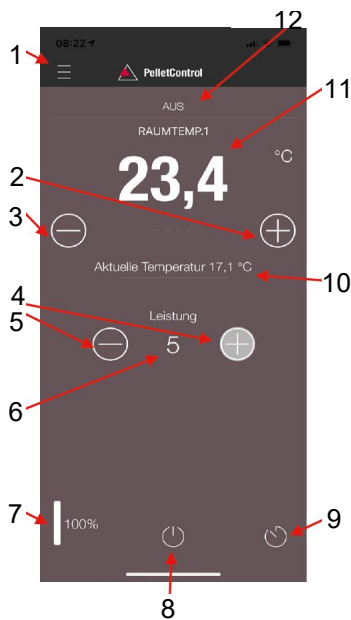 12
08:22
1
PelletControl
11
AUS
RAUMTEMP.1
23,4 °C
2
3
Aktuelle Temperatur 17,1 °C
10
4
5
Leistung
5
6
7
100%
9
8